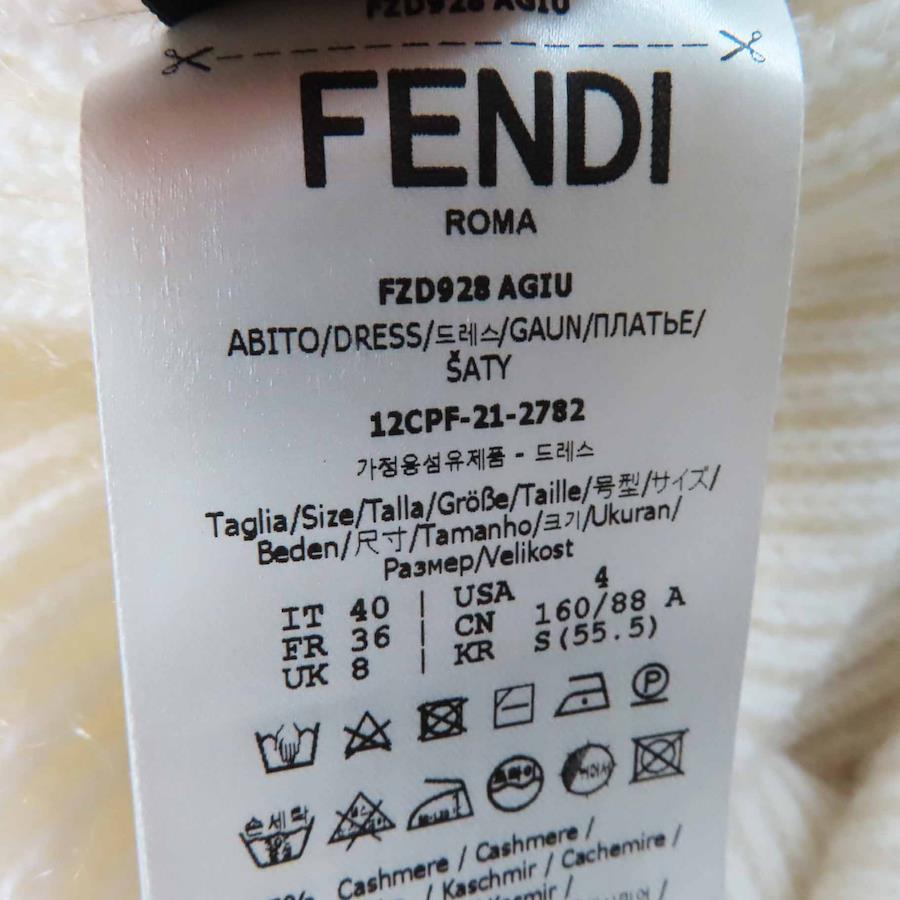 FZD928 AGIU
FENDI
ROMA
FZD928 AGIU
ABITO/DRESS/드레스/GAUN/ПЛАТЬЕ/
ŠATY
12CPF-21-2782
가정용섬유제품 - 드레스
Taglia/Size/Talla/Größe/Taille/号型/サイズ/
Beden/尺寸/Tamanho/크기/Ukuran/
Размер/Velikost
IT 40 | USA 4
FR 36 | CN 160/88 A
UK 8 | KR S(55.5)
P
손세탁 드라이
Cashmere / Cashmere /
/ Kaschmir / Cachemire /